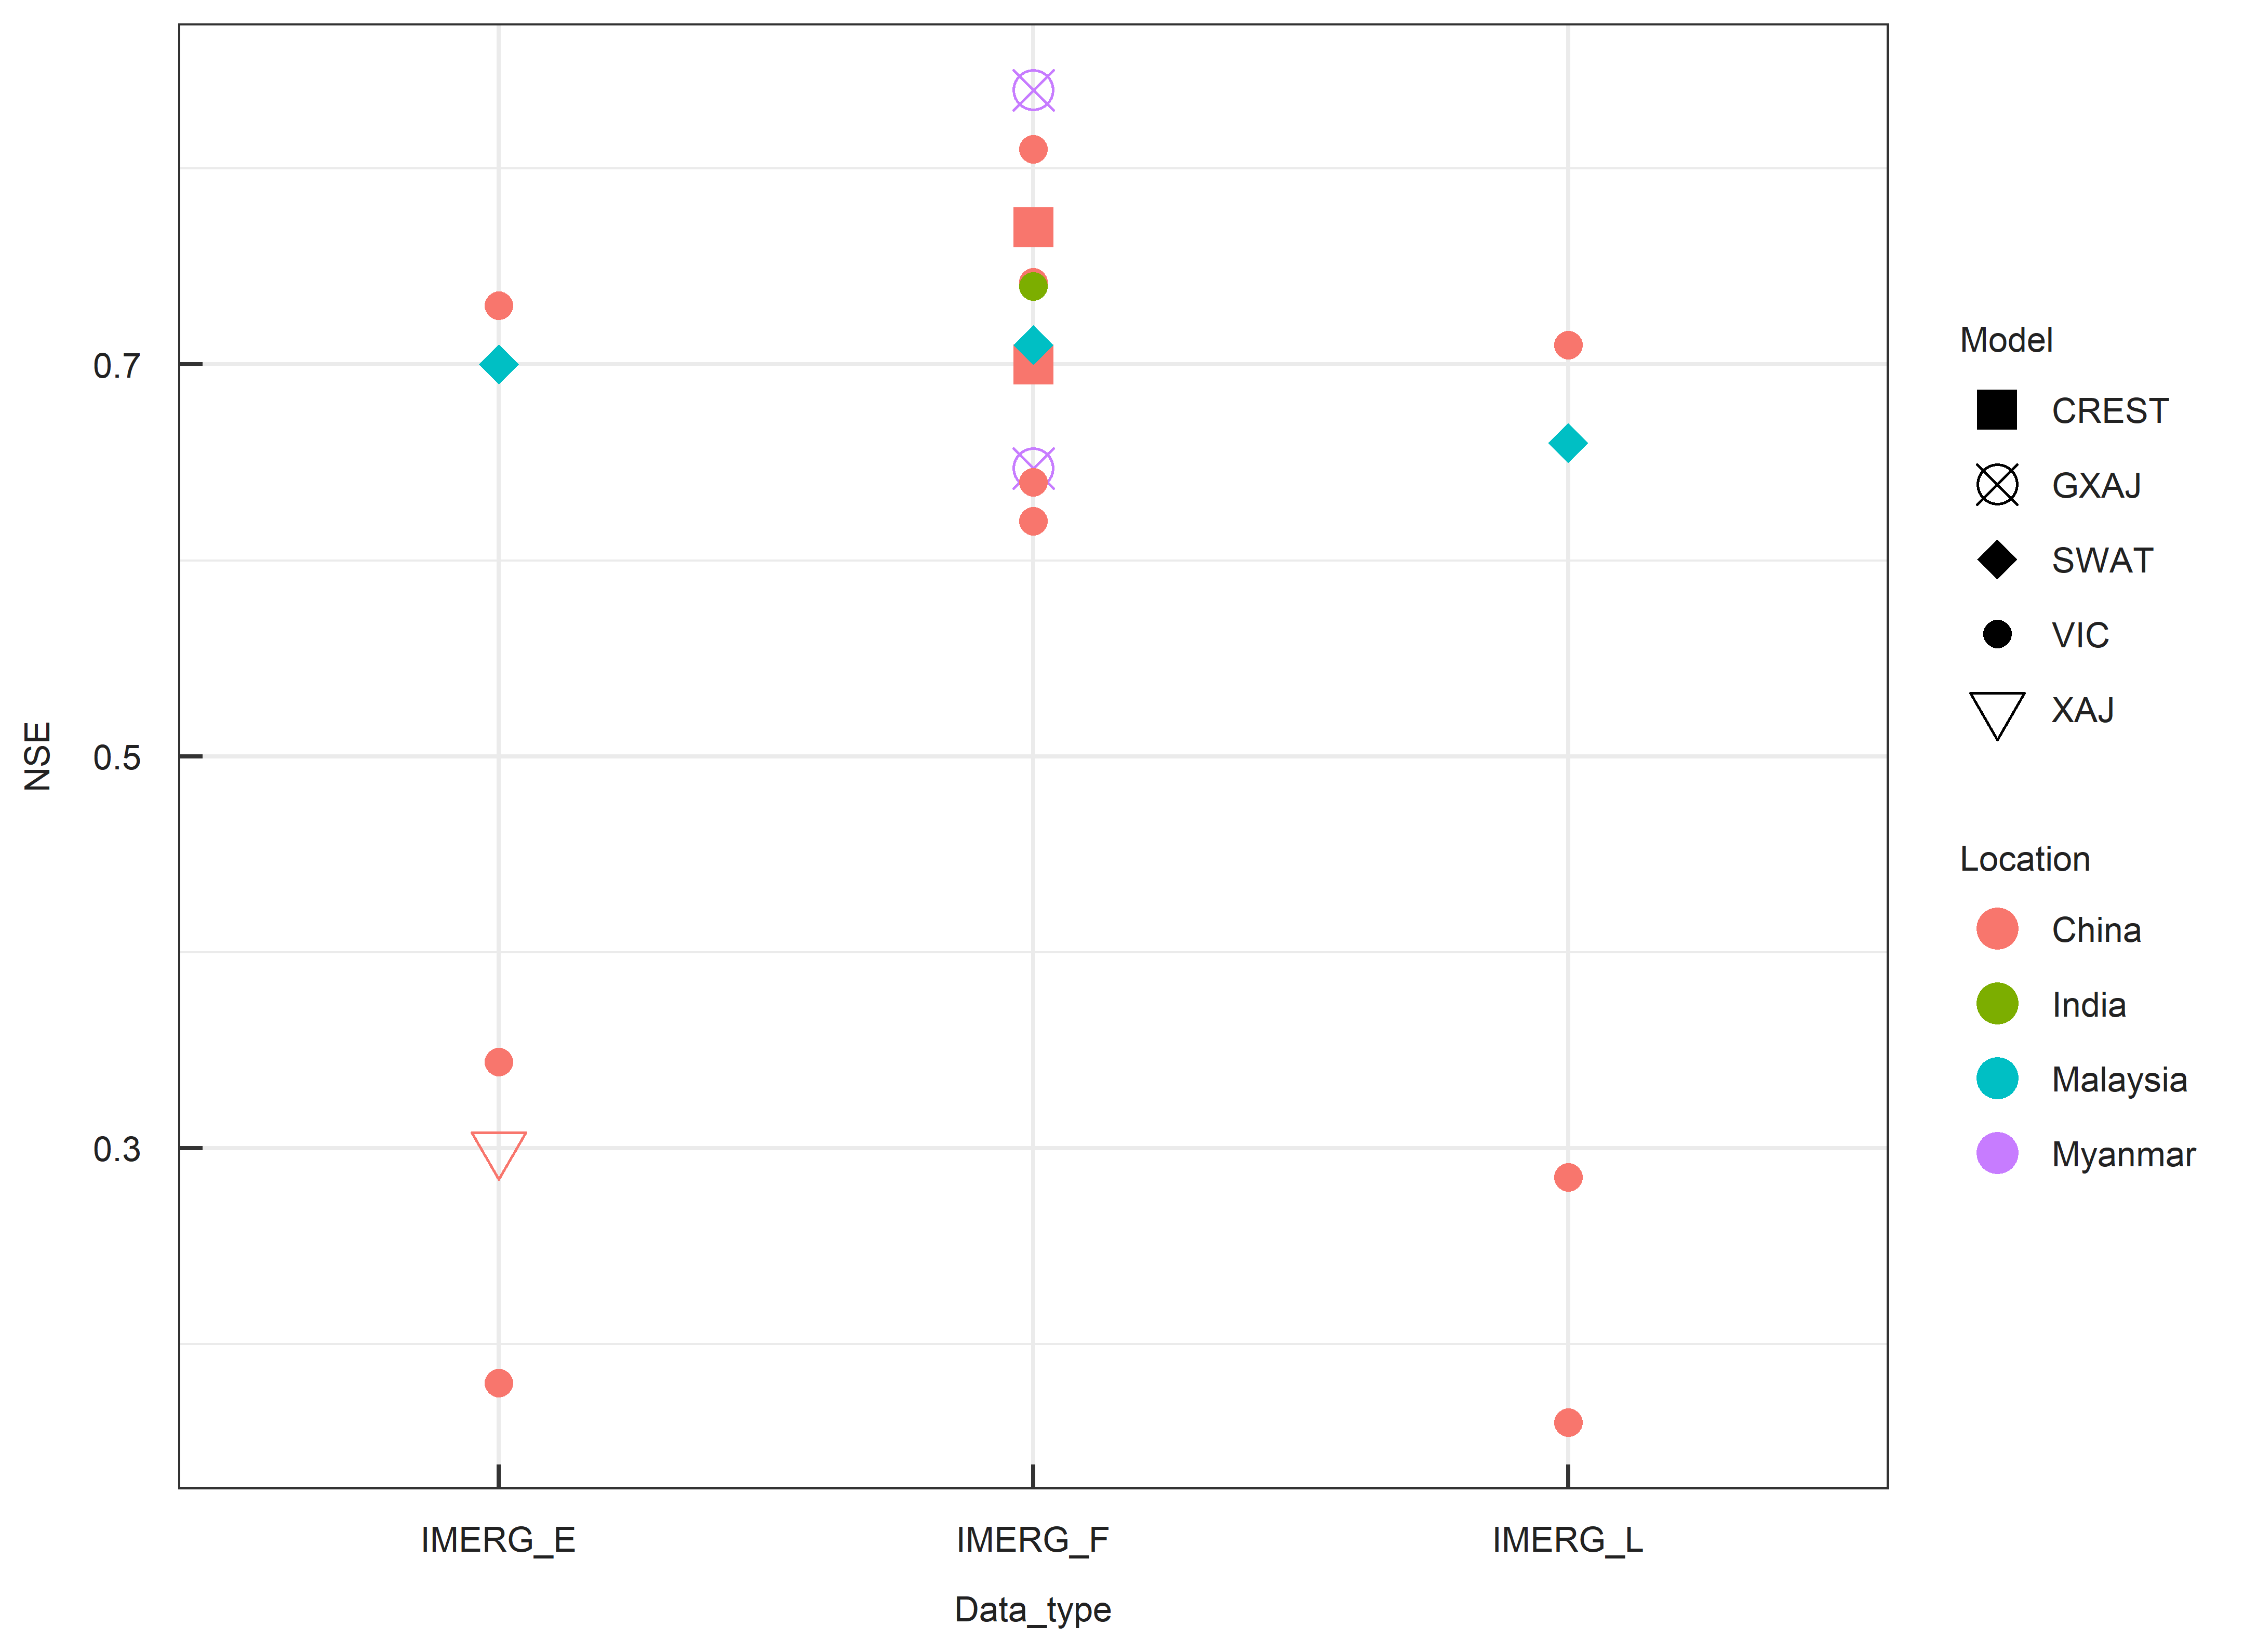 NSE
0.7
0.5
0.3
IMERG_E
IMERG_F
IMERG_L
Data_type
Model
CREST
GXAJ
SWAT
VIC
XAJ
Location
China
India
Malaysia
Myanmar